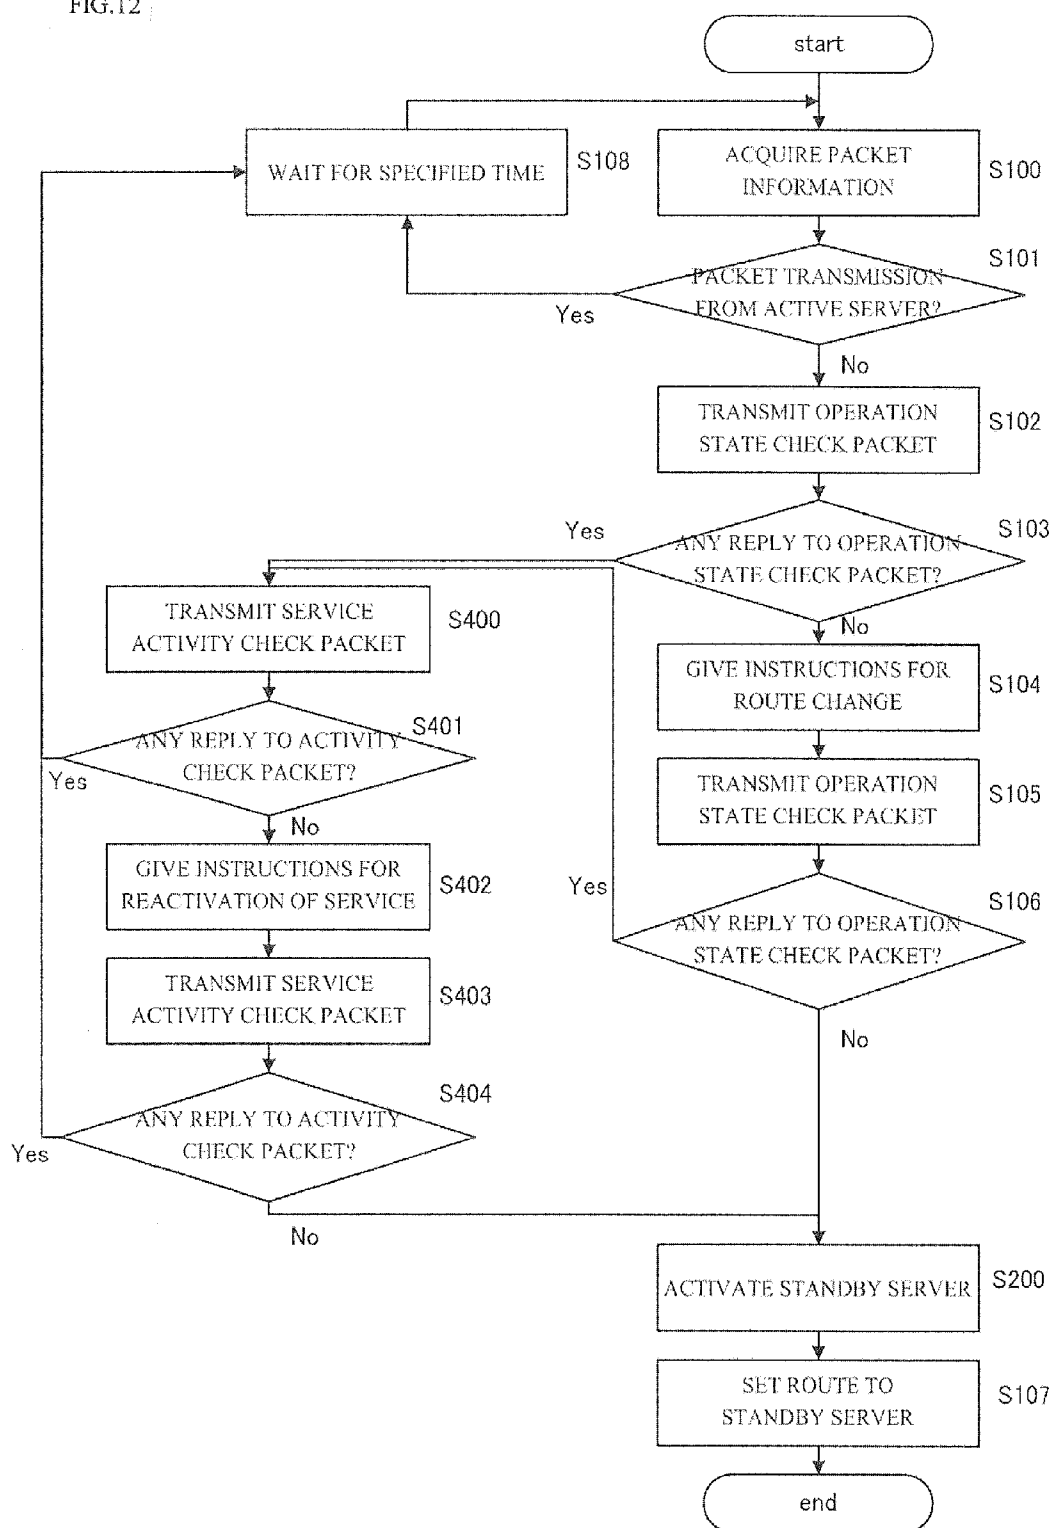 FIG.12
start
WAIT FOR SPECIFIED TIME
S108
ACQUIRE PACKET
INFORMATION
S100
PACKET TRANSMISSION
FROM ACTIVE SERVER?
S101
Yes
No
TRANSMIT OPERATION
STATE CHECK PACKET
S102
ANY REPLY TO OPERATION
STATE CHECK PACKET?
S103
Yes
No
TRANSMIT SERVICE
ACTIVITY CHECK PACKET
S400
GIVE INSTRUCTIONS FOR
ROUTE CHANGE
S104
ANY REPLY TO ACTIVITY
CHECK PACKET?
S401
Yes
No
TRANSMIT OPERATION
STATE CHECK PACKET
S105
GIVE INSTRUCTIONS FOR
REACTIVATION OF SERVICE
S402
Yes
ANY REPLY TO OPERATION
STATE CHECK PACKET?
S106
No
TRANSMIT SERVICE
ACTIVITY CHECK PACKET
S403
ANY REPLY TO ACTIVITY
CHECK PACKET?
S404
Yes
No
ACTIVATE STANDBY SERVER
S200
SET ROUTE TO
STANDBY SERVER
S107
end